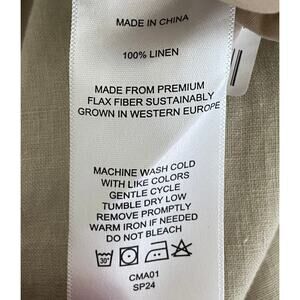 MADE IN CHINA
100% LINEN
MADE FROM PREMIUM
FLAX FIBER SUSTAINABLY
GROWN IN WESTERN EUROPE
MACHINE WASH COLD
WITH LIKE COLORS
GENTLE CYCLE
TUMBLE DRY LOW
REMOVE PROMPTLY
WARM IRON IF NEEDED
DO NOT BLEACH
30°
CMA01
SP24